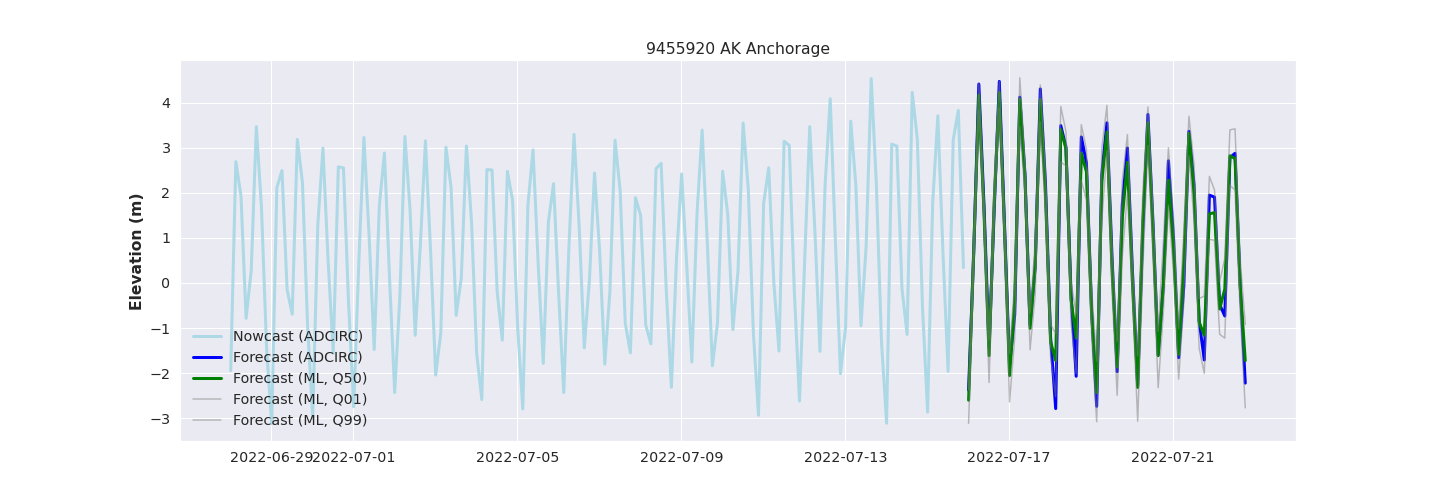 9455920 AK Anchorage
Elevation (m)
4
3
2
1
0
−1
−2
−3
Nowcast (ADCIRC)
Forecast (ADCIRC)
Forecast (ML, Q50)
Forecast (ML, Q01)
Forecast (ML, Q99)
2022-06-29 2022-07-01 2022-07-05 2022-07-09 2022-07-13 2022-07-17 2022-07-21